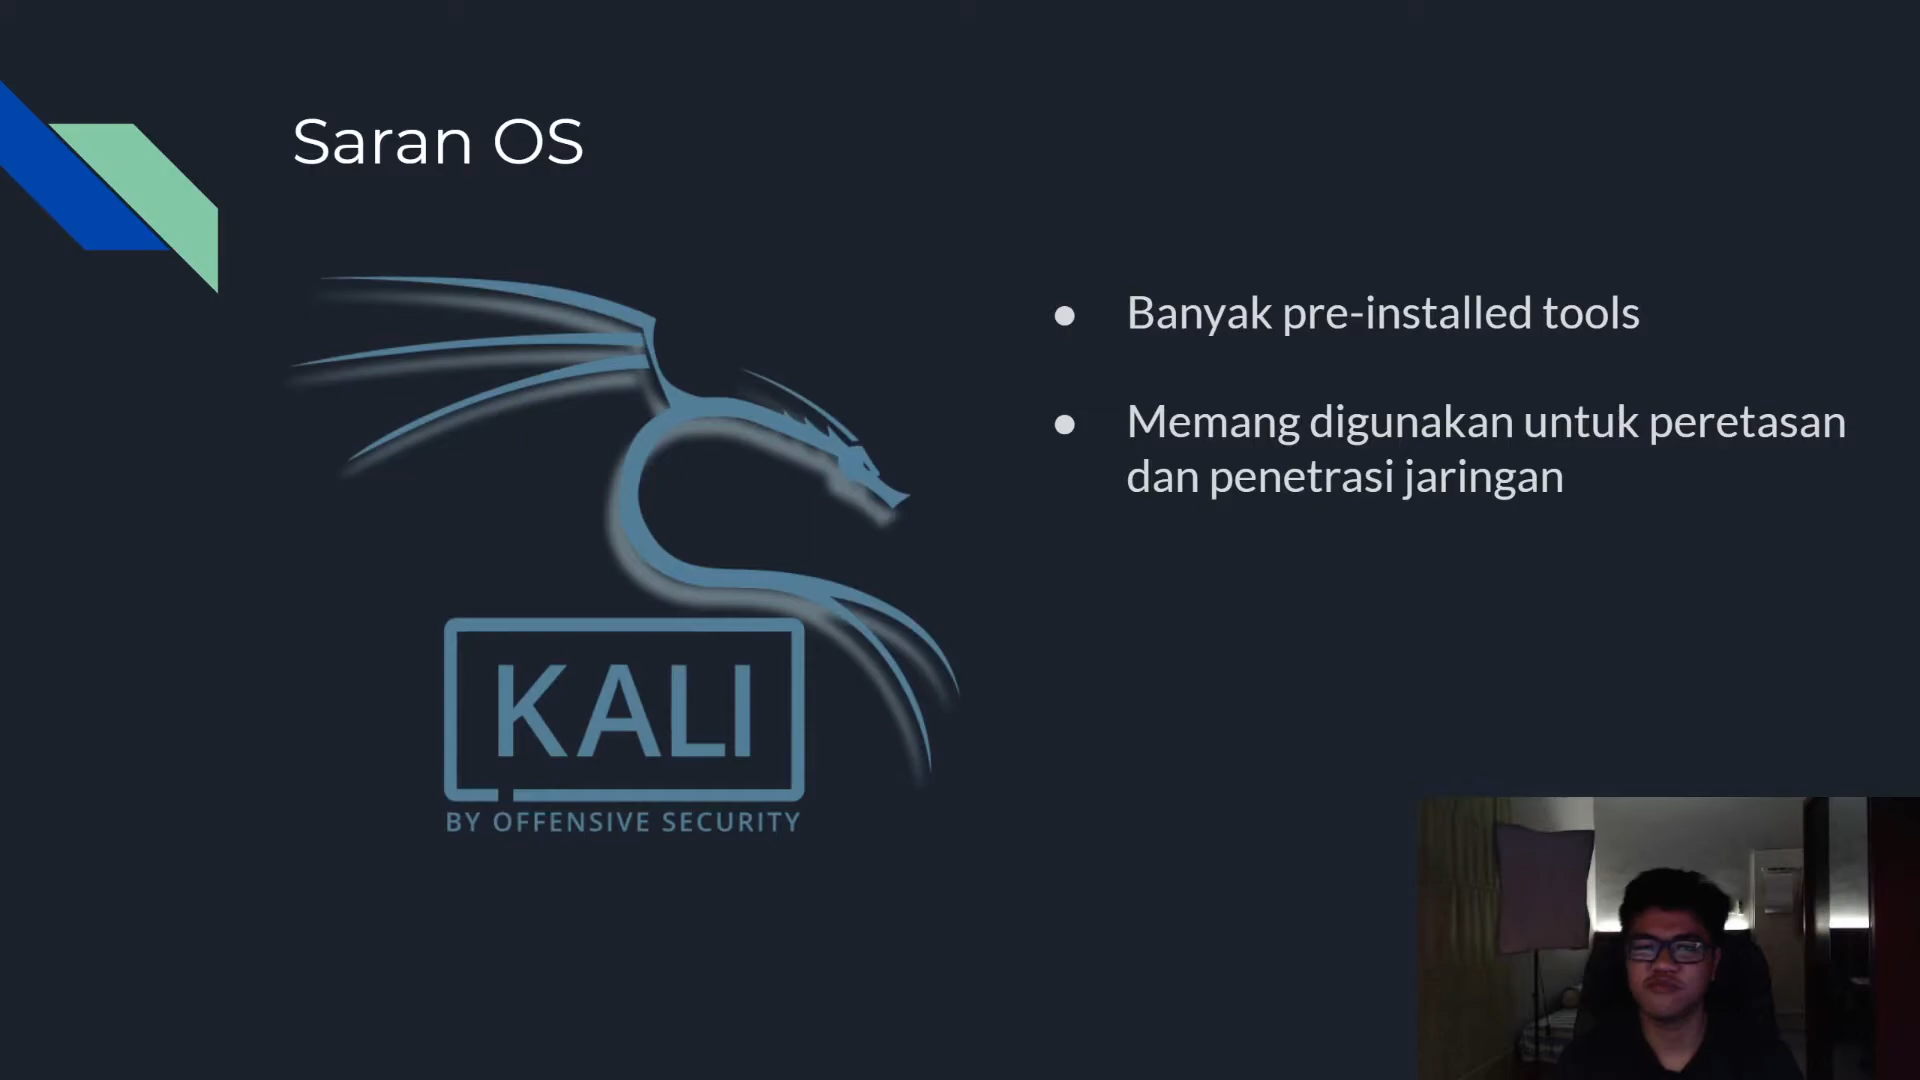 Saran OS
Banyak pre-installed tools
Memang digunakan untuk peretasan
dan penetrasi jaringan
KALI
BY OFFENSIVE SECURITY